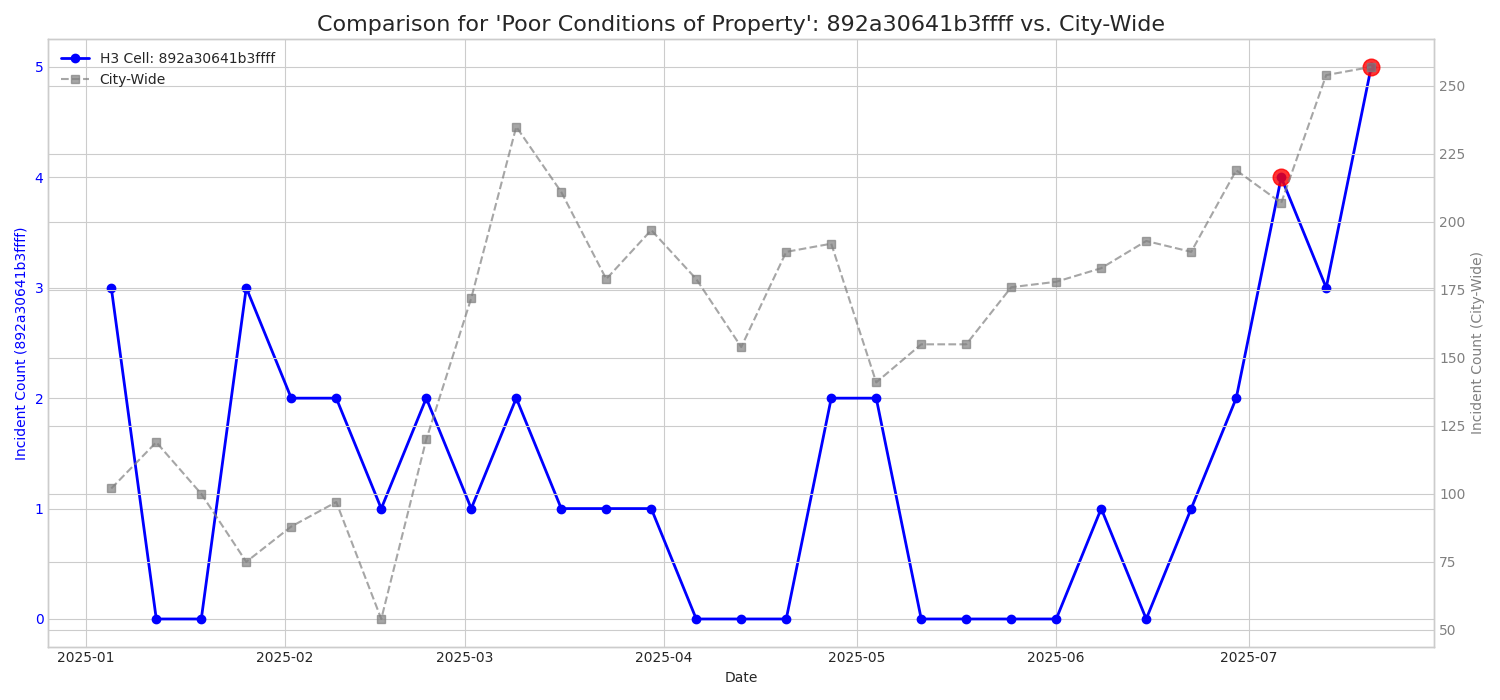 Comparison for 'Poor Conditions of Property': 892a30641b3ffff vs. City-Wide
H3 Cell: 892a30641b3ffff
City-Wide
Incident Count (892a30641b3ffff)
5
4
3
2
1
0
250
225
200
175
150
125
100
75
50
Incident Count (City-Wide)
2025-01 2025-02 2025-03 2025-04 2025-05 2025-06 2025-07
Date